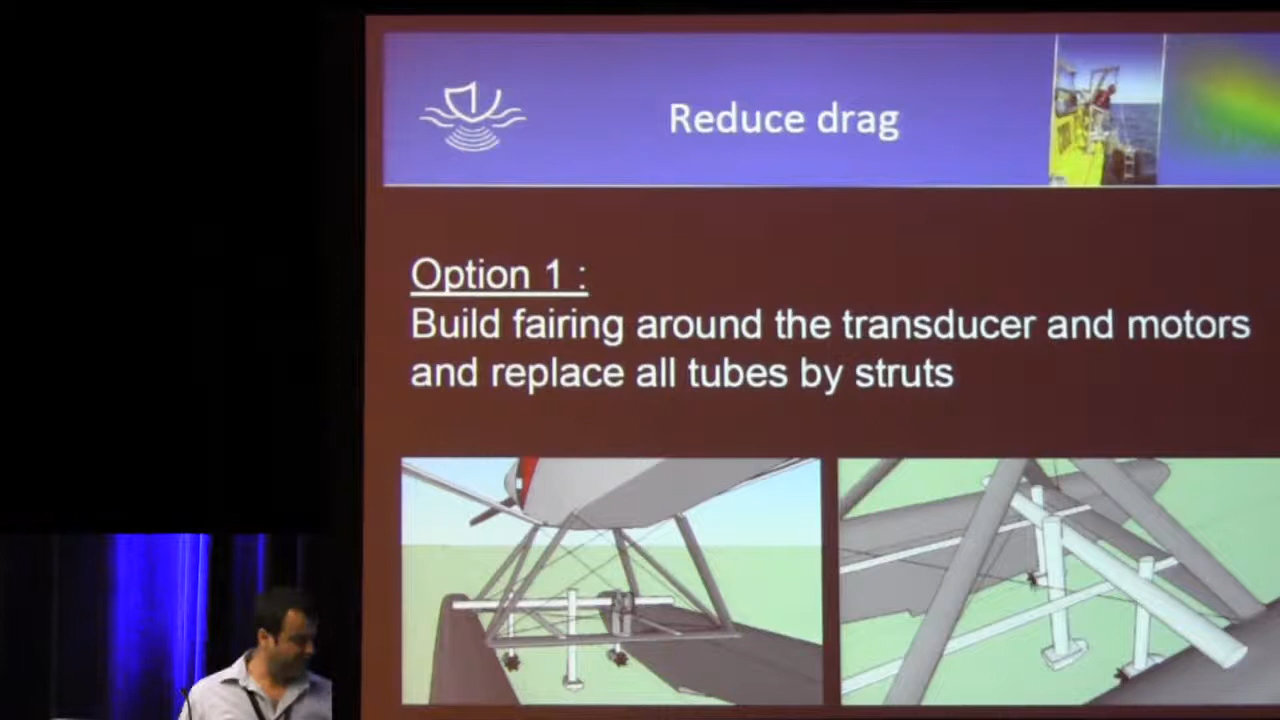 Reduce drag
Option 1 :
Build fairing around the transducer and motors
and replace all tubes by struts